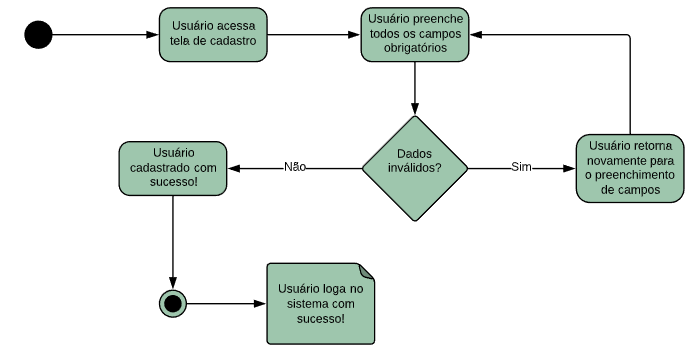 Usuário acessa
tela de cadastro
Usuário preenche
todos os campos
obrigatórios
Dados
inválidos?
Não
Sim
Usuário
cadastrado com
sucesso!
Usuário retorna
novamente para
o preenchimento
de campos
Usuário loga no
sistema com
sucesso!